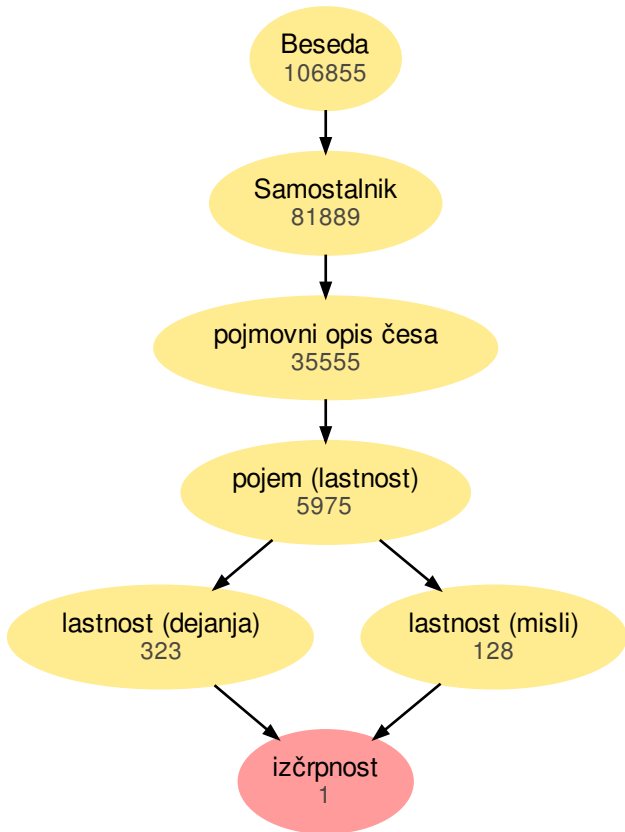 Beseda
106855
Samostalnik
81889
pojmovni opis česa
35555
pojem (lastnost)
5975
lastnost (dejanja)
323
lastnost (misli)
128
izčrpnost
1